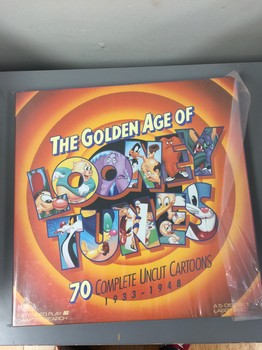 THE GOLDEN AGE OF
LOONEY
TUNES
70 COMPLETE UNCUT CARTOONS
1933-1948